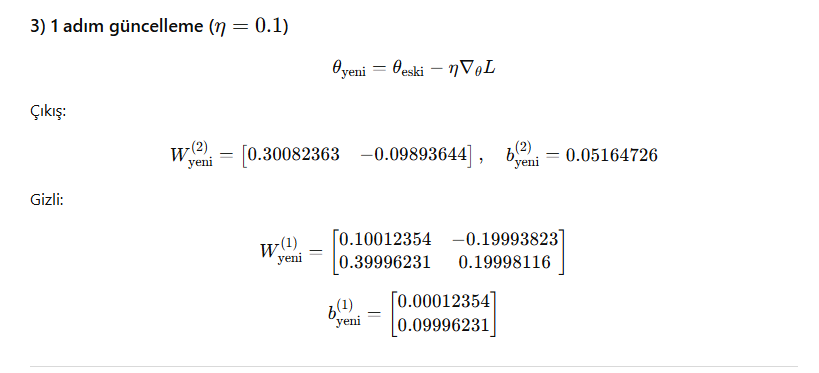 3) 1 adım güncelleme (η = 0.1)
θ_yeni = θ_eski − η∇_θL
Çıkış:
W^(2)_yeni = [0.30082363 −0.09893644], b^(2)_yeni = 0.05164726
Gizli:
W^(1)_yeni = [0.10012354 −0.19993823
0.39996231 0.19998116]
b^(1)_yeni = [0.00012354
0.09996231]